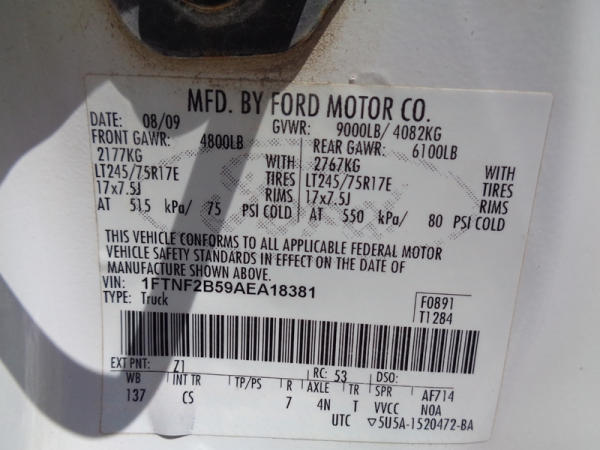 MFD. BY FORD MOTOR CO.
DATE: 08/09 GVWR: 9000LB/ 4082KG
FRONT GAWR: 4800LB REAR GAWR: 6100LB
2177KG WITH 2767KG WITH
LT245/75R17E TIRES LT245/75R17E TIRES
17x7.5J RIMS 17x7.5J RIMS
AT 515 kPa/ 75 PSI COLD AT 550 kPa/ 80 PSI COLD
THIS VEHICLE CONFORMS TO ALL APPLICABLE FEDERAL MOTOR
VEHICLE SAFETY STANDARDS IN EFFECT ON THE DATE OF
MANUFACTURE SHOWN ABOVE.
VIN: 1FTNF2B59AEA18381 F0891
TYPE: Truck T1284
EXT PNT: Z1 RC: 53 DSO:
WB INT TR TP/PS R AXLE TR SPR AF714
137 CS 7 4N T VVCC N0A
UTC ▽5U5A-1520472-BA